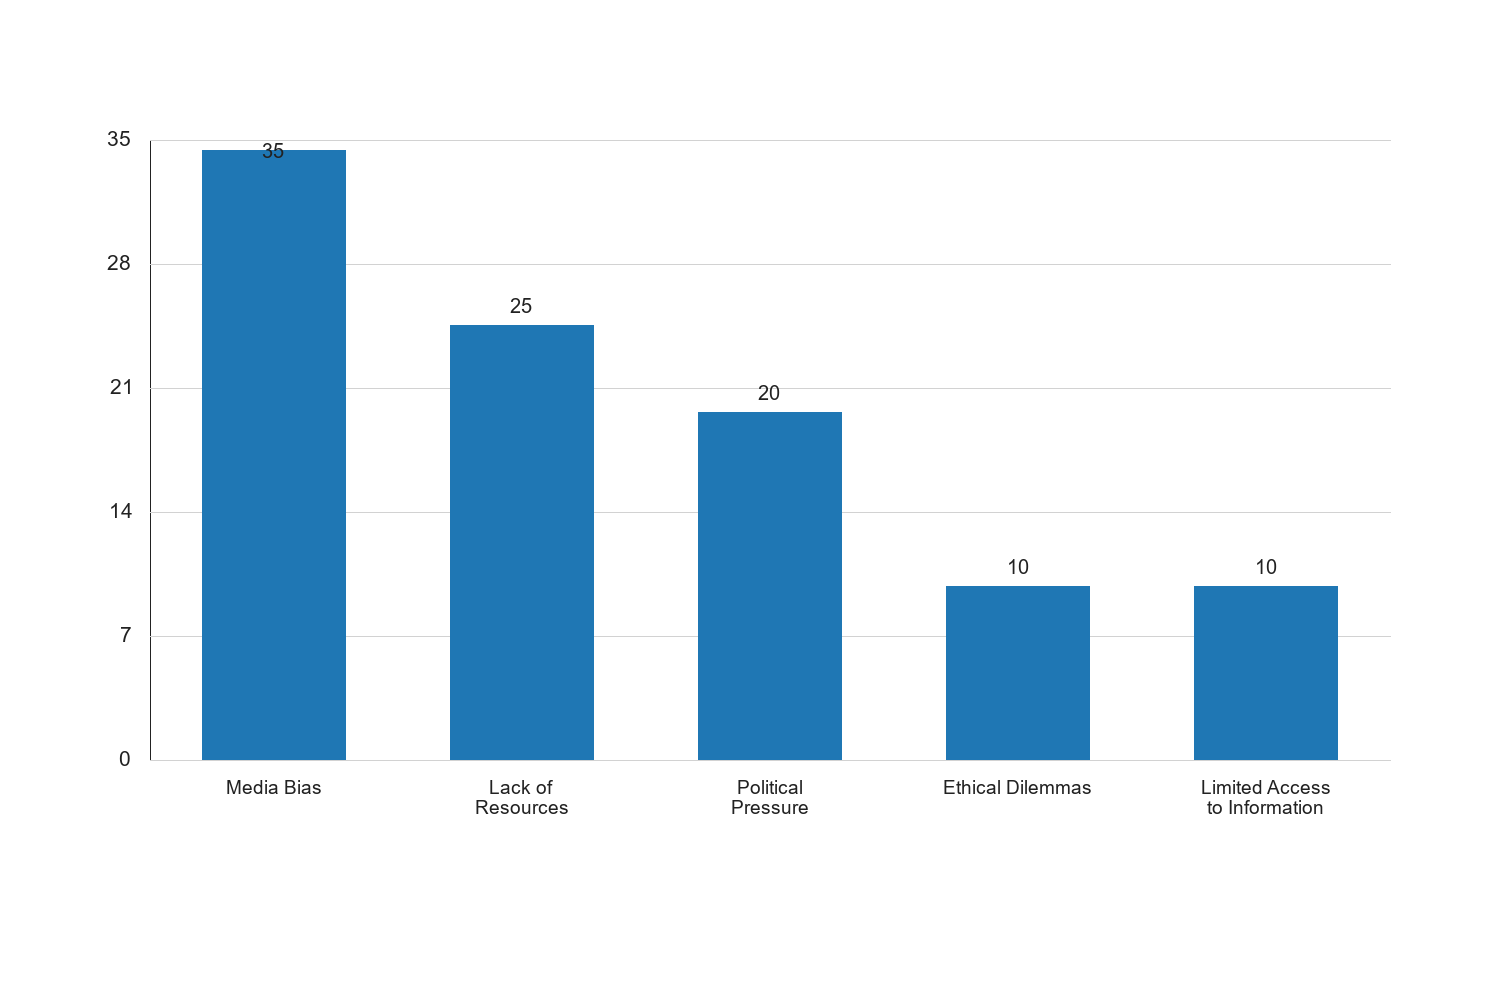 35
28
21
14
7
0
35
25
20
10
10
Media Bias
Lack of
Resources
Political
Pressure
Ethical Dilemmas
Limited Access
to Information